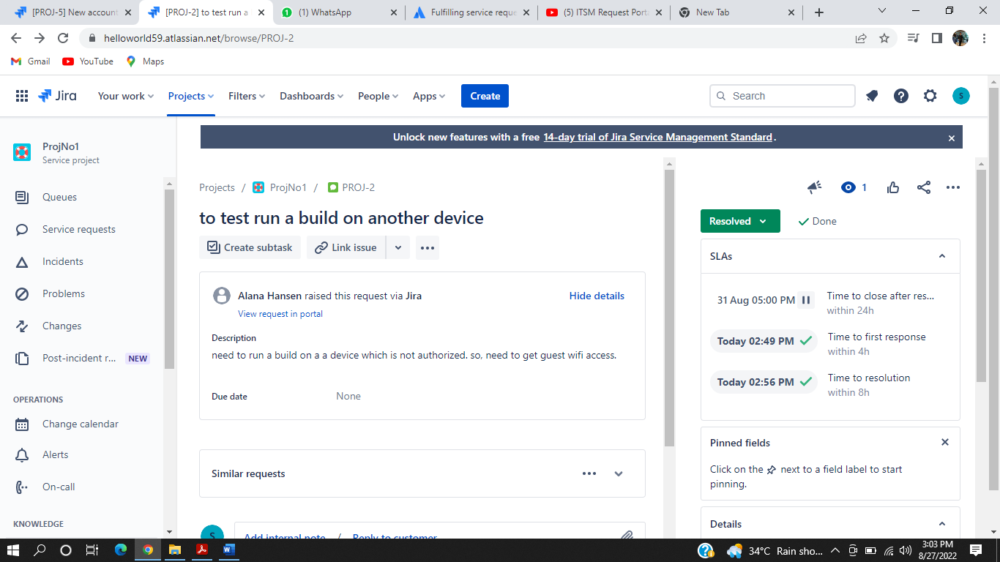 [PROJ-5] New account
[PROJ-2] to test run a
(1) WhatsApp
Fulfilling service reque
(5) ITSM Request Porta
New Tab
helloworld59.atlassian.net/browse/PROJ-2
Gmail YouTube Maps
Jira Your work Projects Filters Dashboards People Apps Create Search S
Unlock new features with a free 14-day trial of Jira Service Management Standard.
ProjNo1
Service project
Queues
Service requests
Incidents
Problems
Changes
Post-incident r... NEW
OPERATIONS
Change calendar
Alerts
On-call
KNOWLEDGE
Projects / ProjNo1 / PROJ-2
to test run a build on another device
Create subtask Link issue
Alana Hansen raised this request via Jira Hide details
View request in portal
Description
need to run a build on a a device which is not authorized. so, need to get guest wifi access.
Due date None
Similar requests
S Add internal note / Reply to customer
1
Resolved Done
SLAs
31 Aug 05:00 PM Time to close after res...
within 24h
Today 02:49 PM Time to first response
within 4h
Today 02:56 PM Time to resolution
within 8h
Pinned fields
Click on the next to a field label to start
pinning.
Details
34°C Rain sho... 3:03 PM
8/27/2022